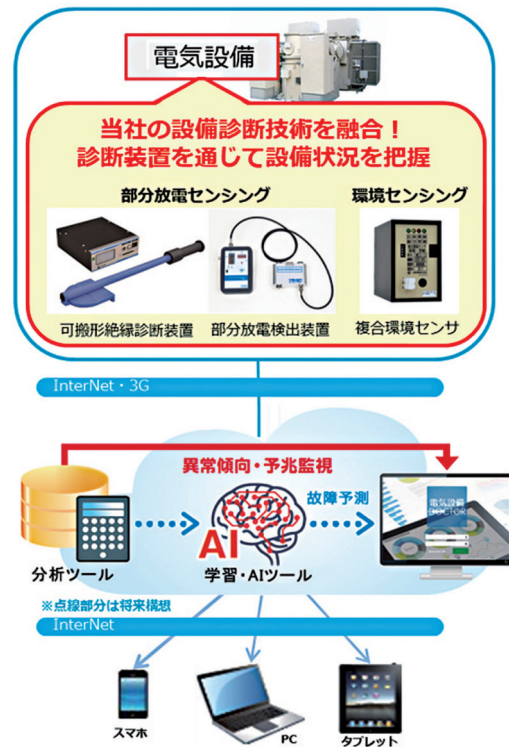 電気設備
当社の設備診断技術を融合！
診断装置を通じて設備状況を把握
部分放電センシング
環境センシング
可搬形絶縁診断装置
部分放電検出装置
複合環境センサ
InterNet・3G
異常傾向・予兆監視
故障予測
電気設備
DOCTOR
AI
分析ツール
学習・AIツール
※点線部分は将来構想
InterNet
スマホ
PC
タブレット